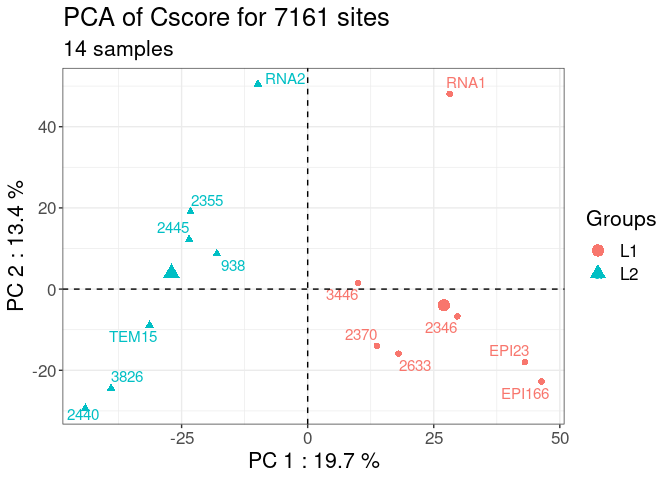 PCA of Cscore for 7161 sites
14 samples
RNA2
RNA1
40
2355
20
2445
938
Groups
L1
L2
0
3446
2346
TEM15
2370
EPI23
2633
-20
3826
EPI166
2440
-25
0
25
50
PC 1 : 19.7 %
PC 2 : 13.4 %